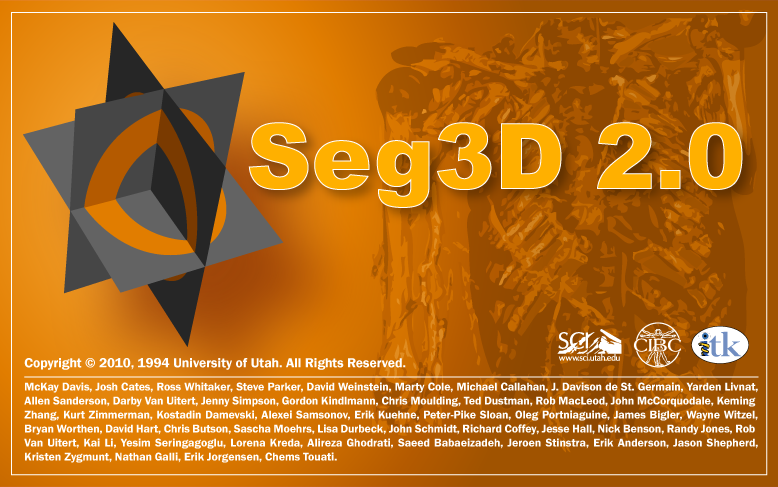 Seg3D 2.0
SCI
www.sci.utah.edu
CIBC
itk
Copyright © 2010, 1994 University of Utah. All Rights Reserved.
McKay Davis, Josh Cates, Ross Whitaker, Steve Parker, David Weinstein, Marty Cole, Michael Callahan, J. Davison de St. Germain, Yarden Livnat,
Allen Sanderson, Darby Van Uitert, Jenny Simpson, Gordon Kindlmann, Chris Moulding, Ted Dustman, Rob MacLeod, John McCorquodale, Keming
Zhang, Kurt Zimmerman, Kostadin Damevski, Alexei Samsonov, Erik Kuehne, Peter-Pike Sloan, Oleg Portniaguine, James Bigler, Wayne Witzel,
Bryan Worthen, David Hart, Chris Butson, Sascha Moehrs, Lisa Durbeck, John Schmidt, Richard Coffey, Jesse Hall, Nick Benson, Randy Jones, Rob
Van Uitert, Kai Li, Yesim Seringagoglu, Lorena Kreda, Alireza Ghodrati, Saeed Babaeizadeh, Jeroen Stinstra, Erik Anderson, Jason Shepherd,
Kristen Zygmunt, Nathan Galli, Erik Jorgensen, Chems Touati.